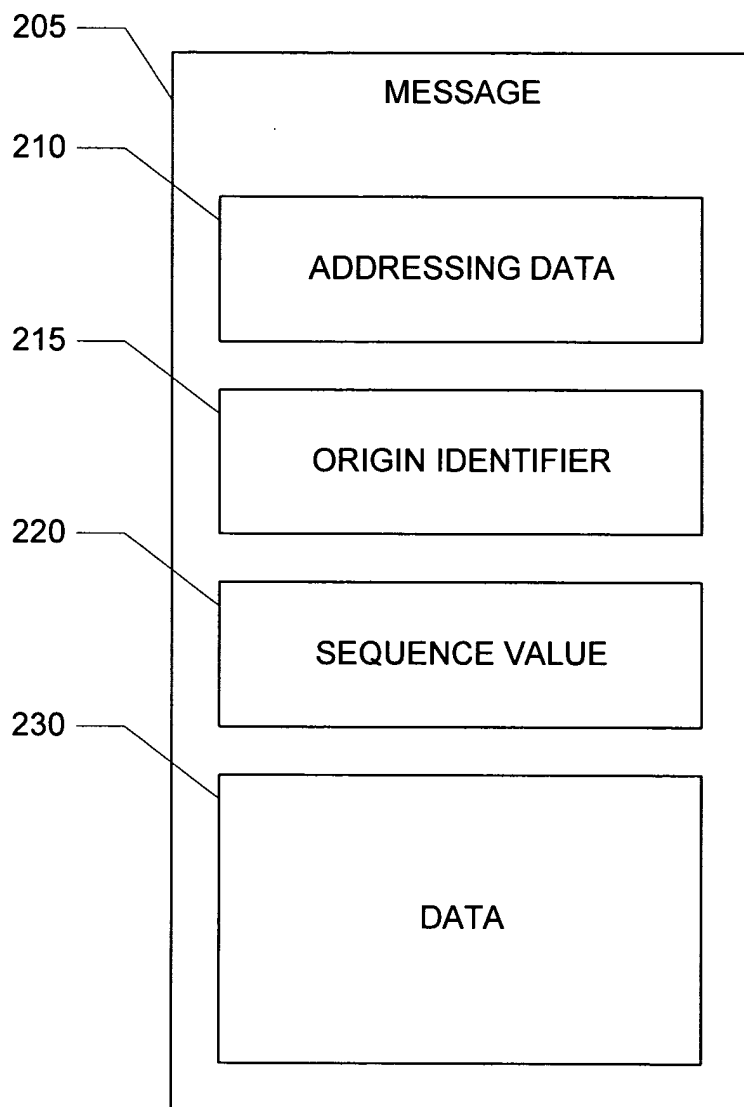 205
MESSAGE
210
ADDRESSING DATA
215
ORIGIN IDENTIFIER
220
SEQUENCE VALUE
230
DATA